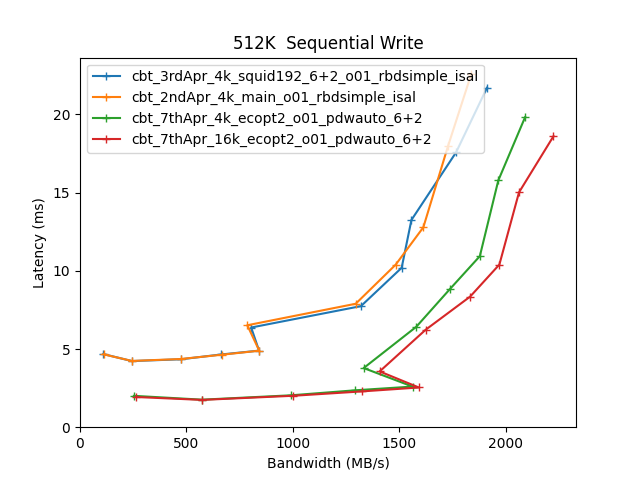 512K  Sequential Write
cbt_3rdApr_4k_squid192_6+2_o01_rbdsimple_isal
cbt_2ndApr_4k_main_o01_rbdsimple_isal
cbt_7thApr_4k_ecopt2_o01_pdwauto_6+2
cbt_7thApr_16k_ecopt2_o01_pdwauto_6+2
Latency (ms)
20
15
10
5
0
0 500 1000 1500 2000
Bandwidth (MB/s)